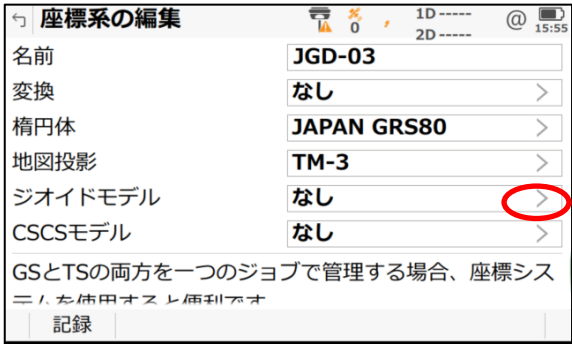 座標系の編集
0
1D -----
2D -----
@
15:55
名前 JGD-03
変換 なし
楕円体 JAPAN GRS80
地図投影 TM-3
ジオイドモデル なし
CSCSモデル なし
GSとTSの両方を一つのジョブで管理する場合、座標シス
テムを使用すると便利です
記録